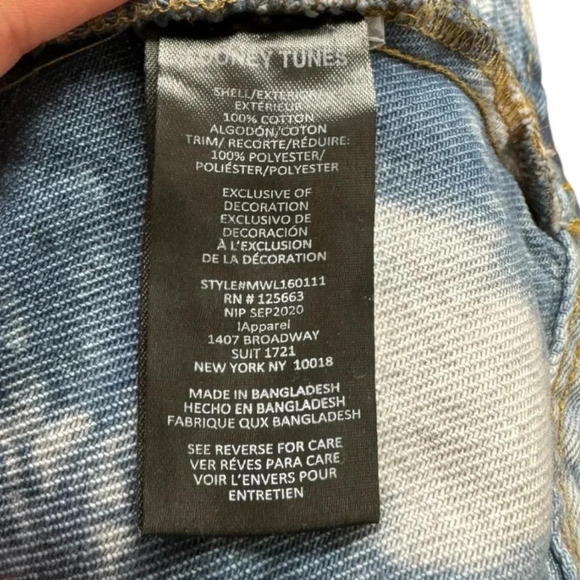 LOONEY TUNES
SHELL/EXTERIOR/
EXTÉRIEUR
100% COTTON
ALGODÓN/COTON
TRIM/ RECORTE/RÉDUIRE:
100% POLYESTER/
POLIÉSTER/POLYESTER
EXCLUSIVE OF
DECORATION
EXCLUSIVO DE
DECORACIÓN
À L'EXCLUSION
DE LA DÉCORATION
STYLE#MWL160111
RN # 125663
NIP SEP2020
IApparel
1407 BROADWAY
SUIT 1721
NEW YORK NY 10018
MADE IN BANGLADESH
HECHO EN BANGLADESH
FABRIQUE QUX BANGLADESH
SEE REVERSE FOR CARE
VER RÉVES PARA CARE
VOIR L'ENVERS POUR
ENTRETIEN